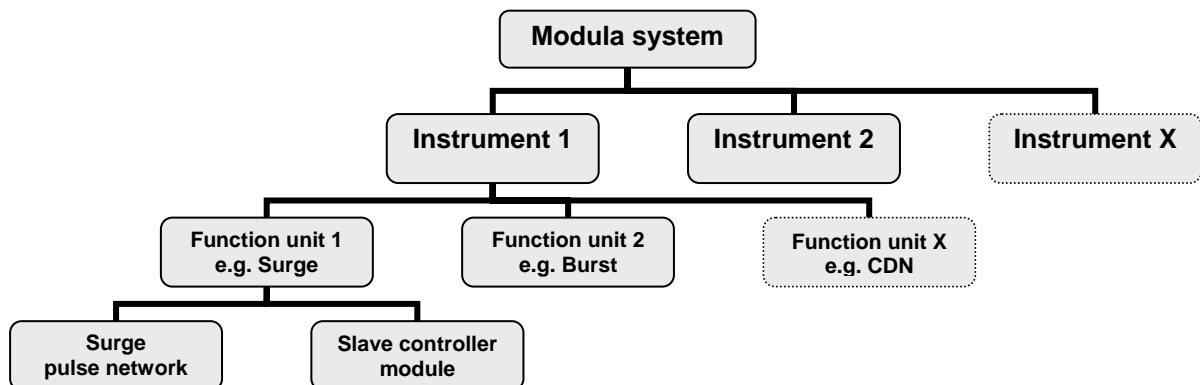 Modula system
Instrument 1
Instrument 2
Instrument X
Function unit 1
e.g. Surge
Function unit 2
e.g. Burst
Function unit X
e.g. CDN
Surge
pulse network
Slave controller
module